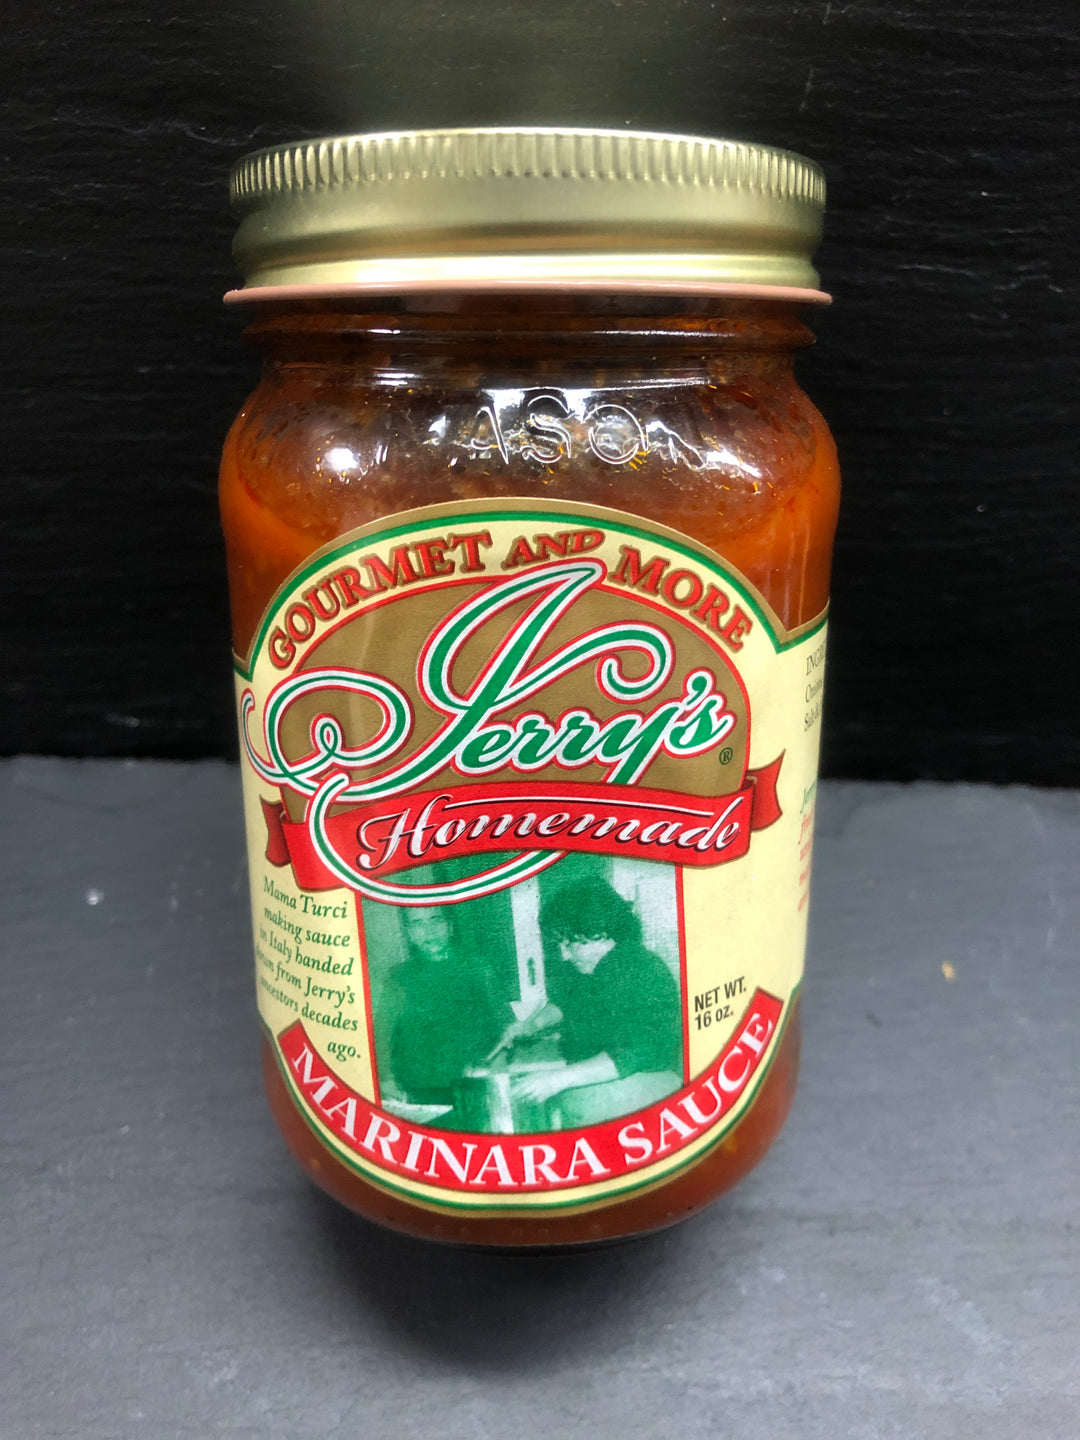 ASO
GOURMET AND MORE
Jerry's®
Homemade
Mama Turci
making sauce
in Italy handed
down from Jerry's
ancestors decades
ago.
NET WT.
16 oz.
MARINARA SAUCE